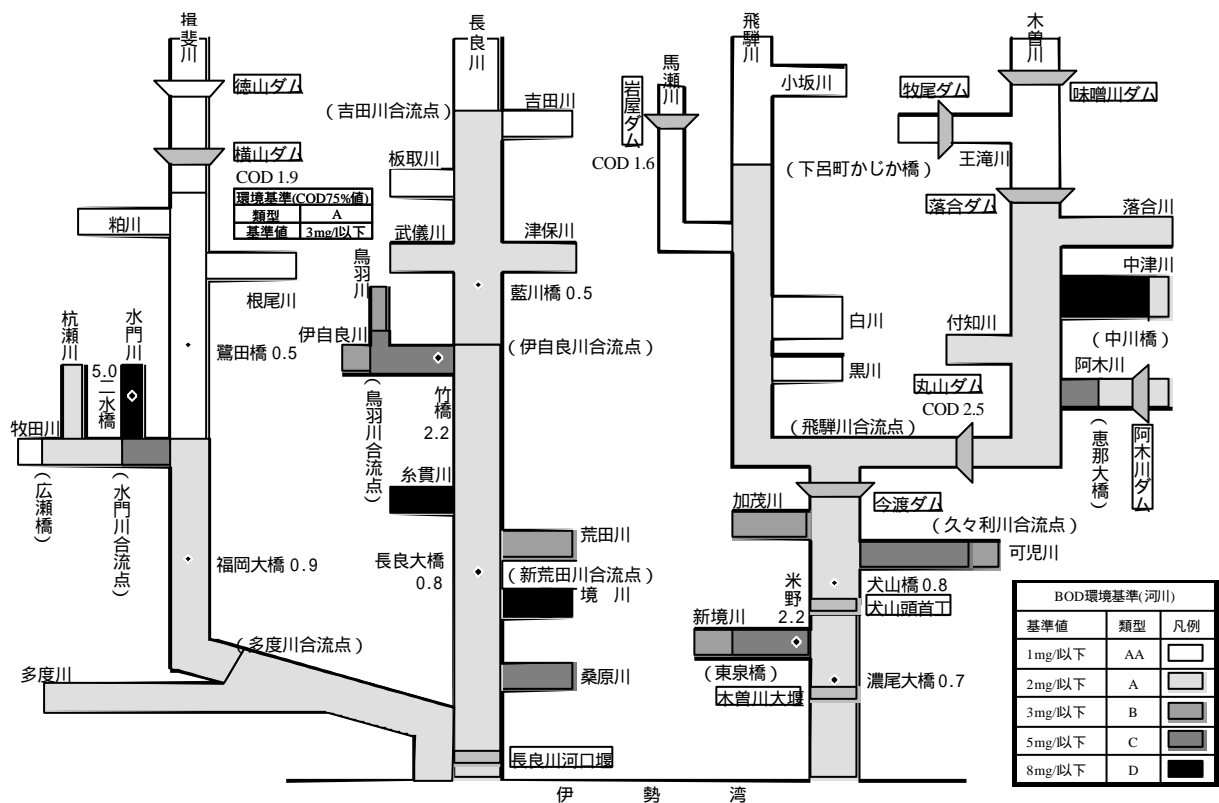 揖斐川
長良川
飛騨川
木曽川
徳山ダム
横山ダム
COD 1.9
環境基準(COD75%値)
類型 A
基準値 3mg/l以下
粕川
根尾川
鷺田橋 0.5
杭瀬川
水門川
5.0
二水橋
牧田川
(広瀬橋)
(水門川合流点)
福岡大橋 0.9
(多度川合流点)
多度川
(吉田川合流点)
吉田川
板取川
武儀川
津保川
藍川橋 0.5
鳥羽川
伊自良川
(伊自良川合流点)
(鳥羽川合流点)
竹橋
2.2
糸貫川
荒田川
長良大橋
0.8
(新荒田川合流点)
境 川
桑原川
長良川河口堰
馬瀬川
岩屋ダム
COD 1.6
小坂川
(下呂町かじか橋)
白川
黒川
(飛騨川合流点)
牧尾ダム
味噌川ダム
王滝川
落合ダム
落合川
中津川
(中川橋)
付知川
阿木川
丸山ダム
COD 2.5
(恵那大橋)
阿木川ダム
今渡ダム
加茂川
(久々利川合流点)
可児川
犬山橋 0.8
犬山頭首丁
米野
2.2
新境川
(東泉橋)
木曽川大堰
濃尾大橋 0.7
伊 勢 湾
BOD環境基準(河川)
基準値 類型 凡例
1mg/l以下 AA
2mg/l以下 A
3mg/l以下 B
5mg/l以下 C
8mg/l以下 D